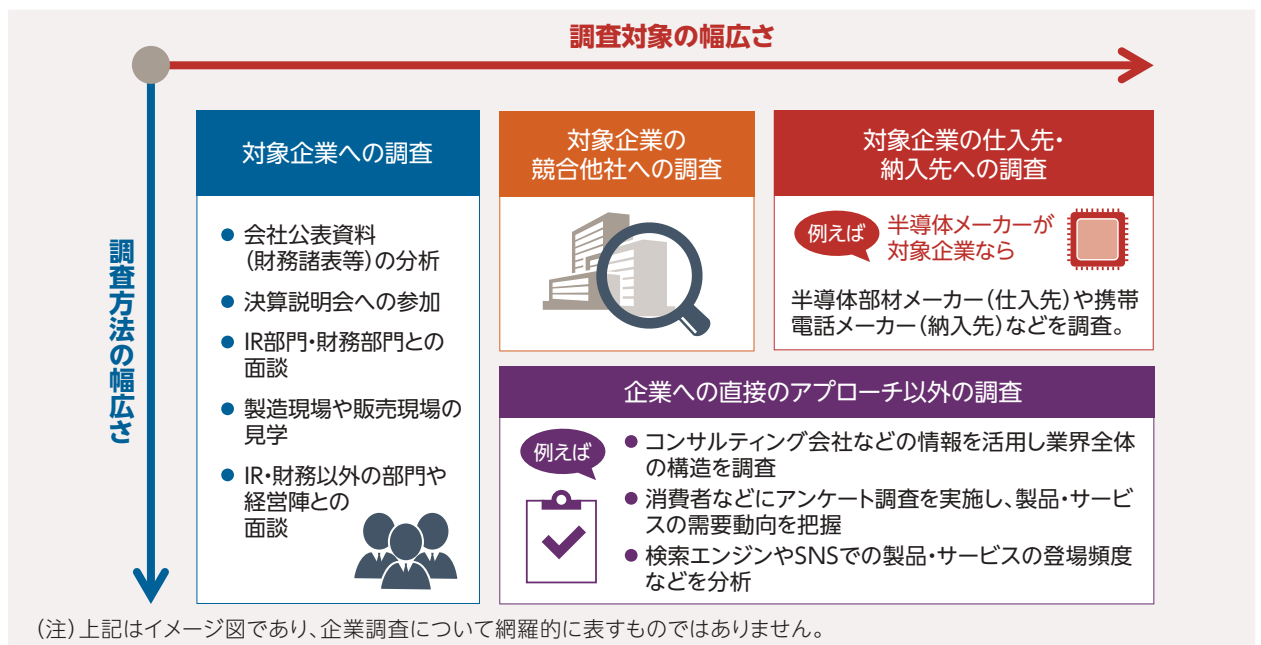 調査対象の幅広さ
調査方法の幅広さ
対象企業への調査
● 会社公表資料
（財務諸表等）の分析
● 決算説明会への参加
● IR部門・財務部門との
面談
● 製造現場や販売現場の
見学
● IR・財務以外の部門や
経営陣との
面談
対象企業の
競合他社への調査
対象企業の仕入先・
納入先への調査
例えば
半導体メーカーが
対象企業なら
半導体部材メーカー（仕入先）や携帯
電話メーカー（納入先）などを調査。
企業への直接のアプローチ以外の調査
例えば
● コンサルティング会社などの情報を活用し業界全体
の構造を調査
● 消費者などにアンケート調査を実施し、製品・サービ
スの需要動向を把握
● 検索エンジンやSNSでの製品・サービスの登場頻度
などを分析
（注）上記はイメージ図であり、企業調査について網羅的に表すものではありません。